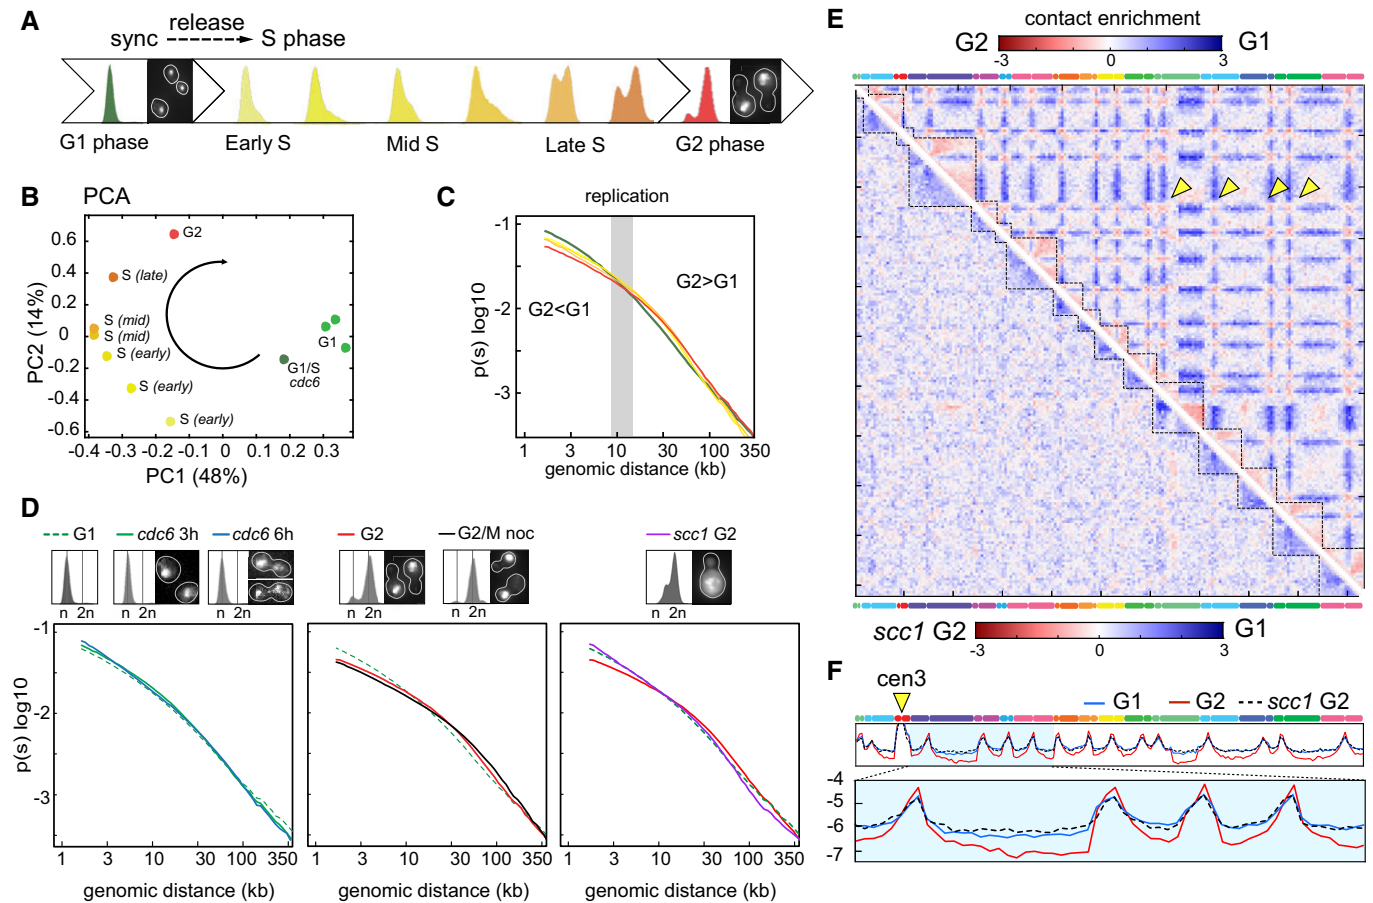 A
sync
release
S phase
G1 phase
Early S
Mid S
Late S
G2 phase
B
PCA
PC2 (14%)
0.6
0.4
0.2
0
-0.2
-0.4
-0.6
G2
S (late)
S (mid)
S (mid)
S (early)
S (early)
S (early)
G1
G1/S
cdc6
-0.4 -0.3 -0.2 -0.1 0 0.1 0.2 0.3
PC1 (48%)
C
replication
p(s) log10
-1
-2
-3
G2>G1
G2<G1
1 3 10 30 100 350
genomic distance (kb)
D
G1 cdc6 3h cdc6 6h
n 2n n 2n n 2n
G2 G2/M noc
n 2n n 2n
scc1 G2
n 2n
p(s) log10
-1
-2
-3
1 3 10 30 100 350
genomic distance (kb)
1 3 10 30 100 350
genomic distance (kb)
1 3 10 30 100 350
genomic distance (kb)
E
contact enrichment
G2 G1
-3 0 3
scc1 G2 G1
-3 0 3
F
cen3
G1 G2 scc1 G2
-4
-5
-6
-7